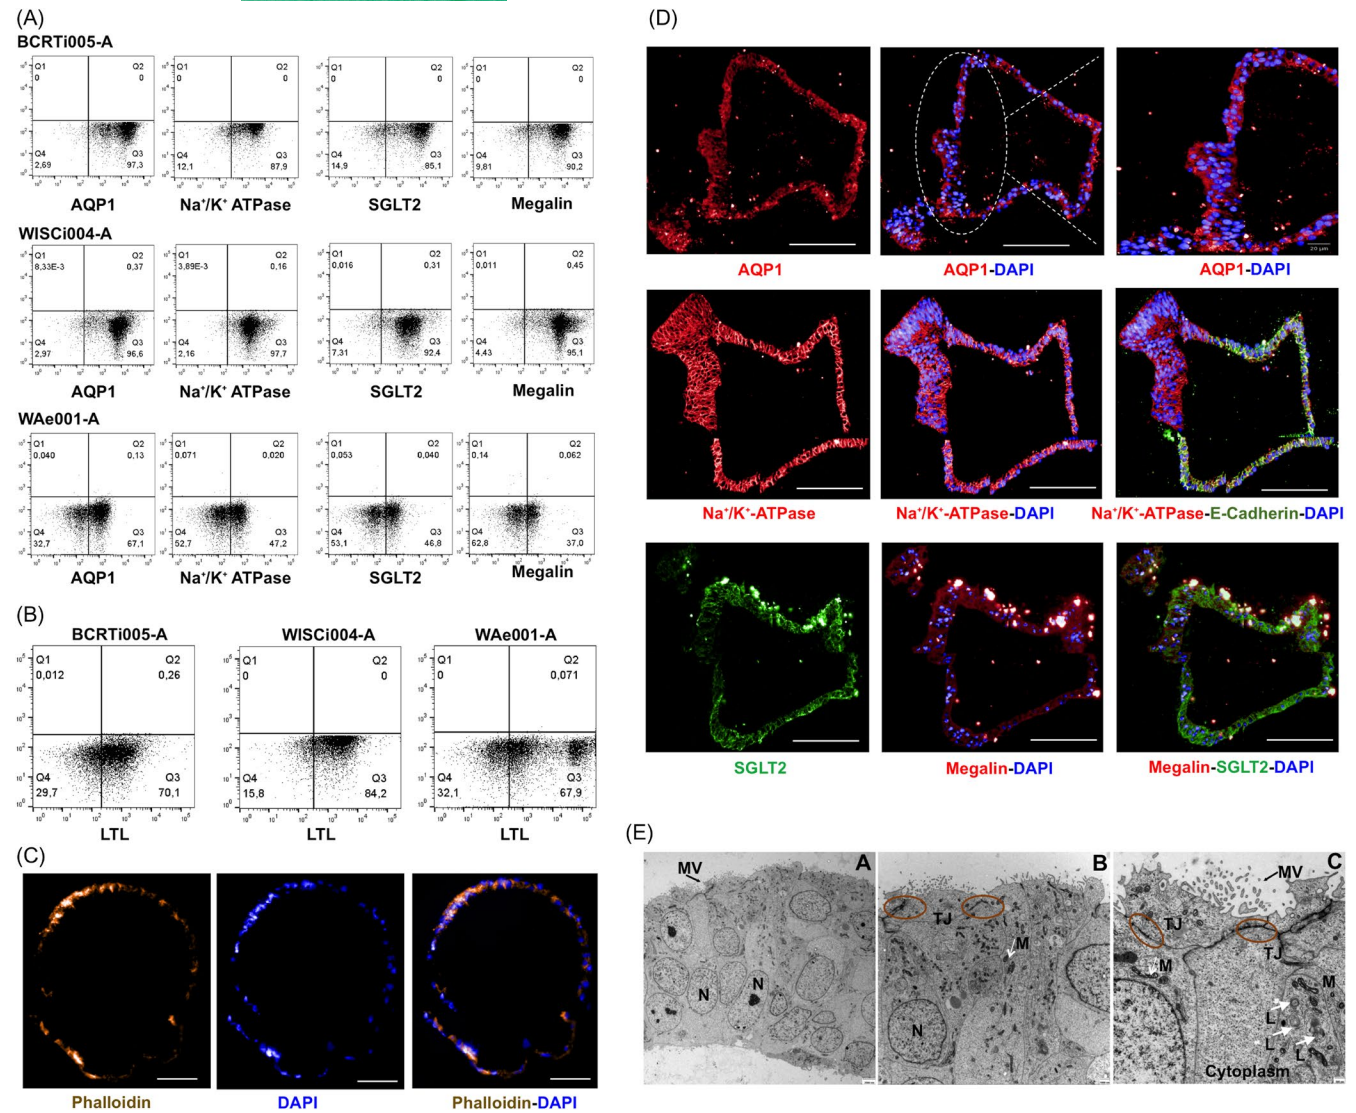 (A)
BCRTi005-A
Q1 0 Q2 0 Q4 2,69 Q3 97,3
Q1 0 Q2 0 Q4 12,1 Q3 87,9
Q1 0 Q2 0 Q4 14,9 Q3 85,1
Q1 0 Q2 0 Q4 9,81 Q3 90,2
AQP1 Na⁺/K⁺ ATPase SGLT2 Megalin
WISCi004-A
Q1 8,33E-3 Q2 0,37 Q4 2,97 Q3 96,6
Q1 3,89E-3 Q2 0,16 Q4 2,16 Q3 97,7
Q1 0,016 Q2 0,31 Q4 7,31 Q3 92,4
Q1 0,011 Q2 0,45 Q4 4,43 Q3 95,1
AQP1 Na⁺/K⁺ ATPase SGLT2 Megalin
WAe001-A
Q1 0,040 Q2 0,13 Q4 32,7 Q3 67,1
Q1 0,071 Q2 0,020 Q4 52,7 Q3 47,2
Q1 0,053 Q2 0,040 Q4 53,1 Q3 46,8
Q1 0,14 Q2 0,062 Q4 62,8 Q3 37,0
AQP1 Na⁺/K⁺ ATPase SGLT2 Megalin
(B)
BCRTi005-A WISCi004-A WAe001-A
Q1 0,012 Q2 0,26 Q4 29,7 Q3 70,1
Q1 0 Q2 0 Q4 15,8 Q3 84,2
Q1 0 Q2 0,071 Q4 32,1 Q3 67,9
LTL LTL LTL
(C)
Phalloidin DAPI Phalloidin-DAPI
(D)
20 µm
AQP1 AQP1-DAPI AQP1-DAPI
Na⁺/K⁺-ATPase Na⁺/K⁺-ATPase-DAPI Na⁺/K⁺-ATPase-E-Cadherin-DAPI
SGLT2 Megalin-DAPI Megalin-SGLT2-DAPI
(E)
A
MV
N N
B
TJ
M
N
C
MV
TJ
TJ
M M
L
L L
Cytoplasm